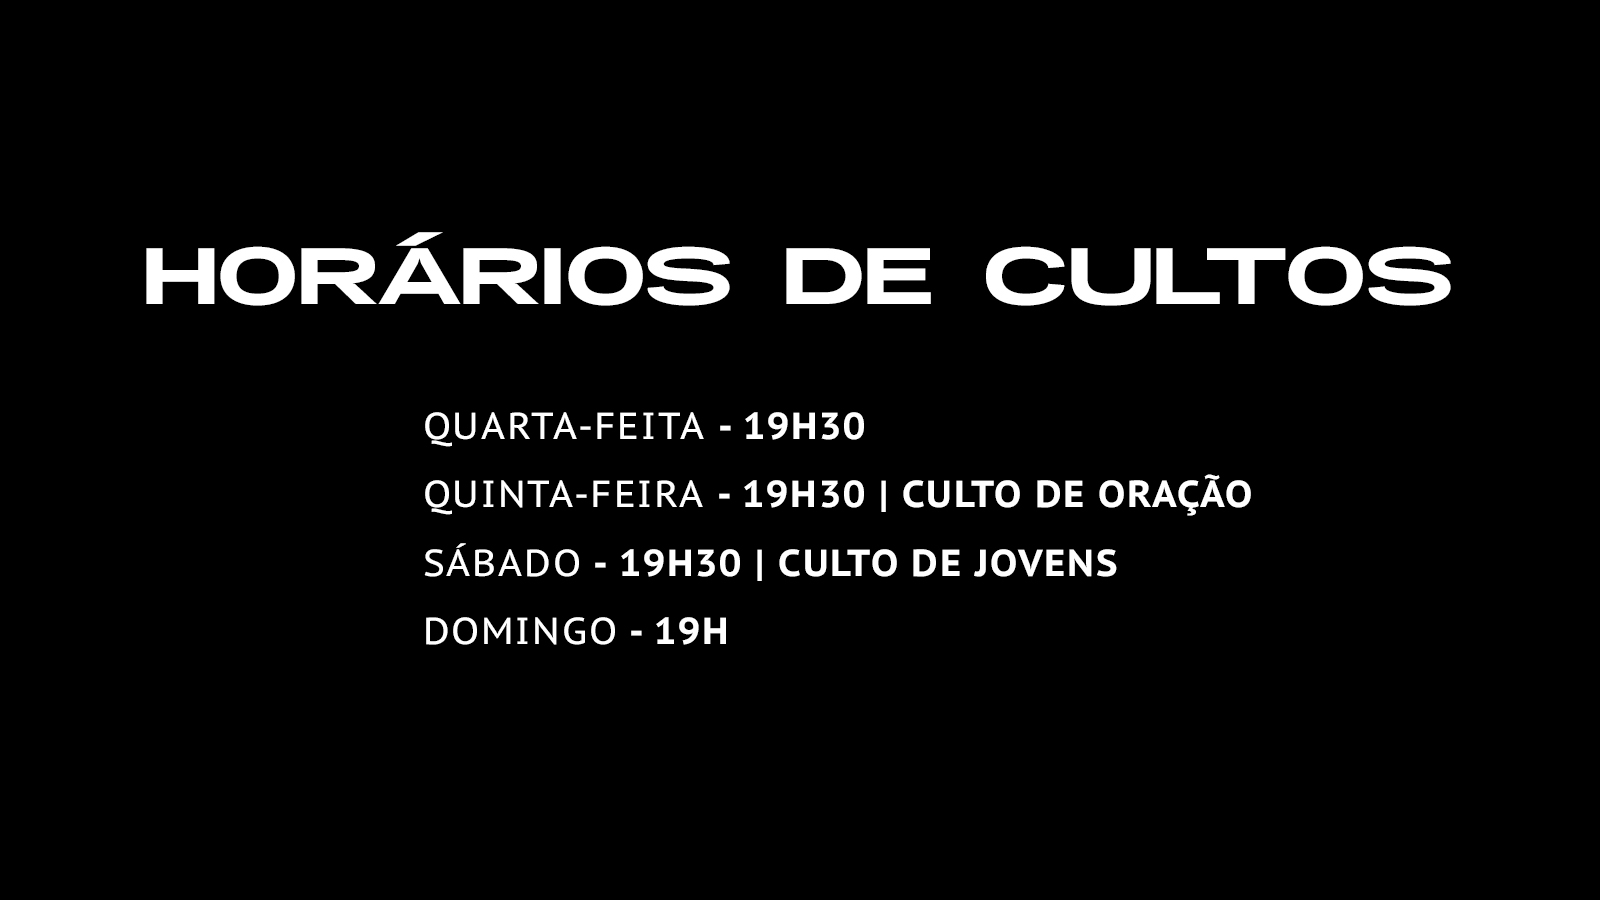 HORÁRIOS DE CULTOS
QUARTA-FEITA - 19H30
QUINTA-FEIRA - 19H30 | CULTO DE ORAÇÃO
SÁBADO - 19H30 | CULTO DE JOVENS
DOMINGO - 19H